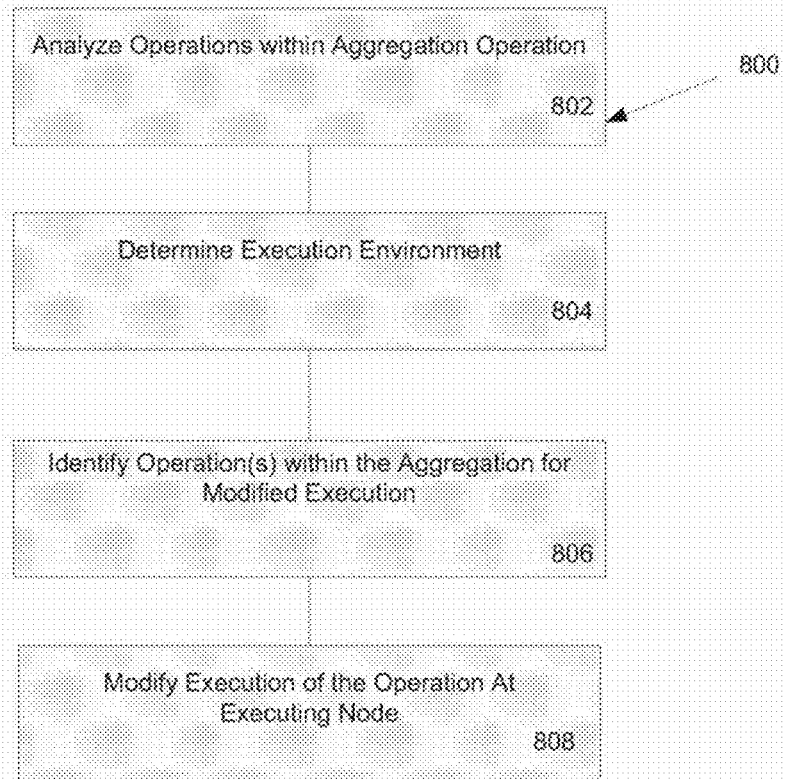 Analyze Operations within Aggregation Operation
802
800
Determine Execution Environment
804
Identify Operation(s) within the Aggregation for
Modified Execution
806
Modify Execution of the Operation At
Executing Node
808